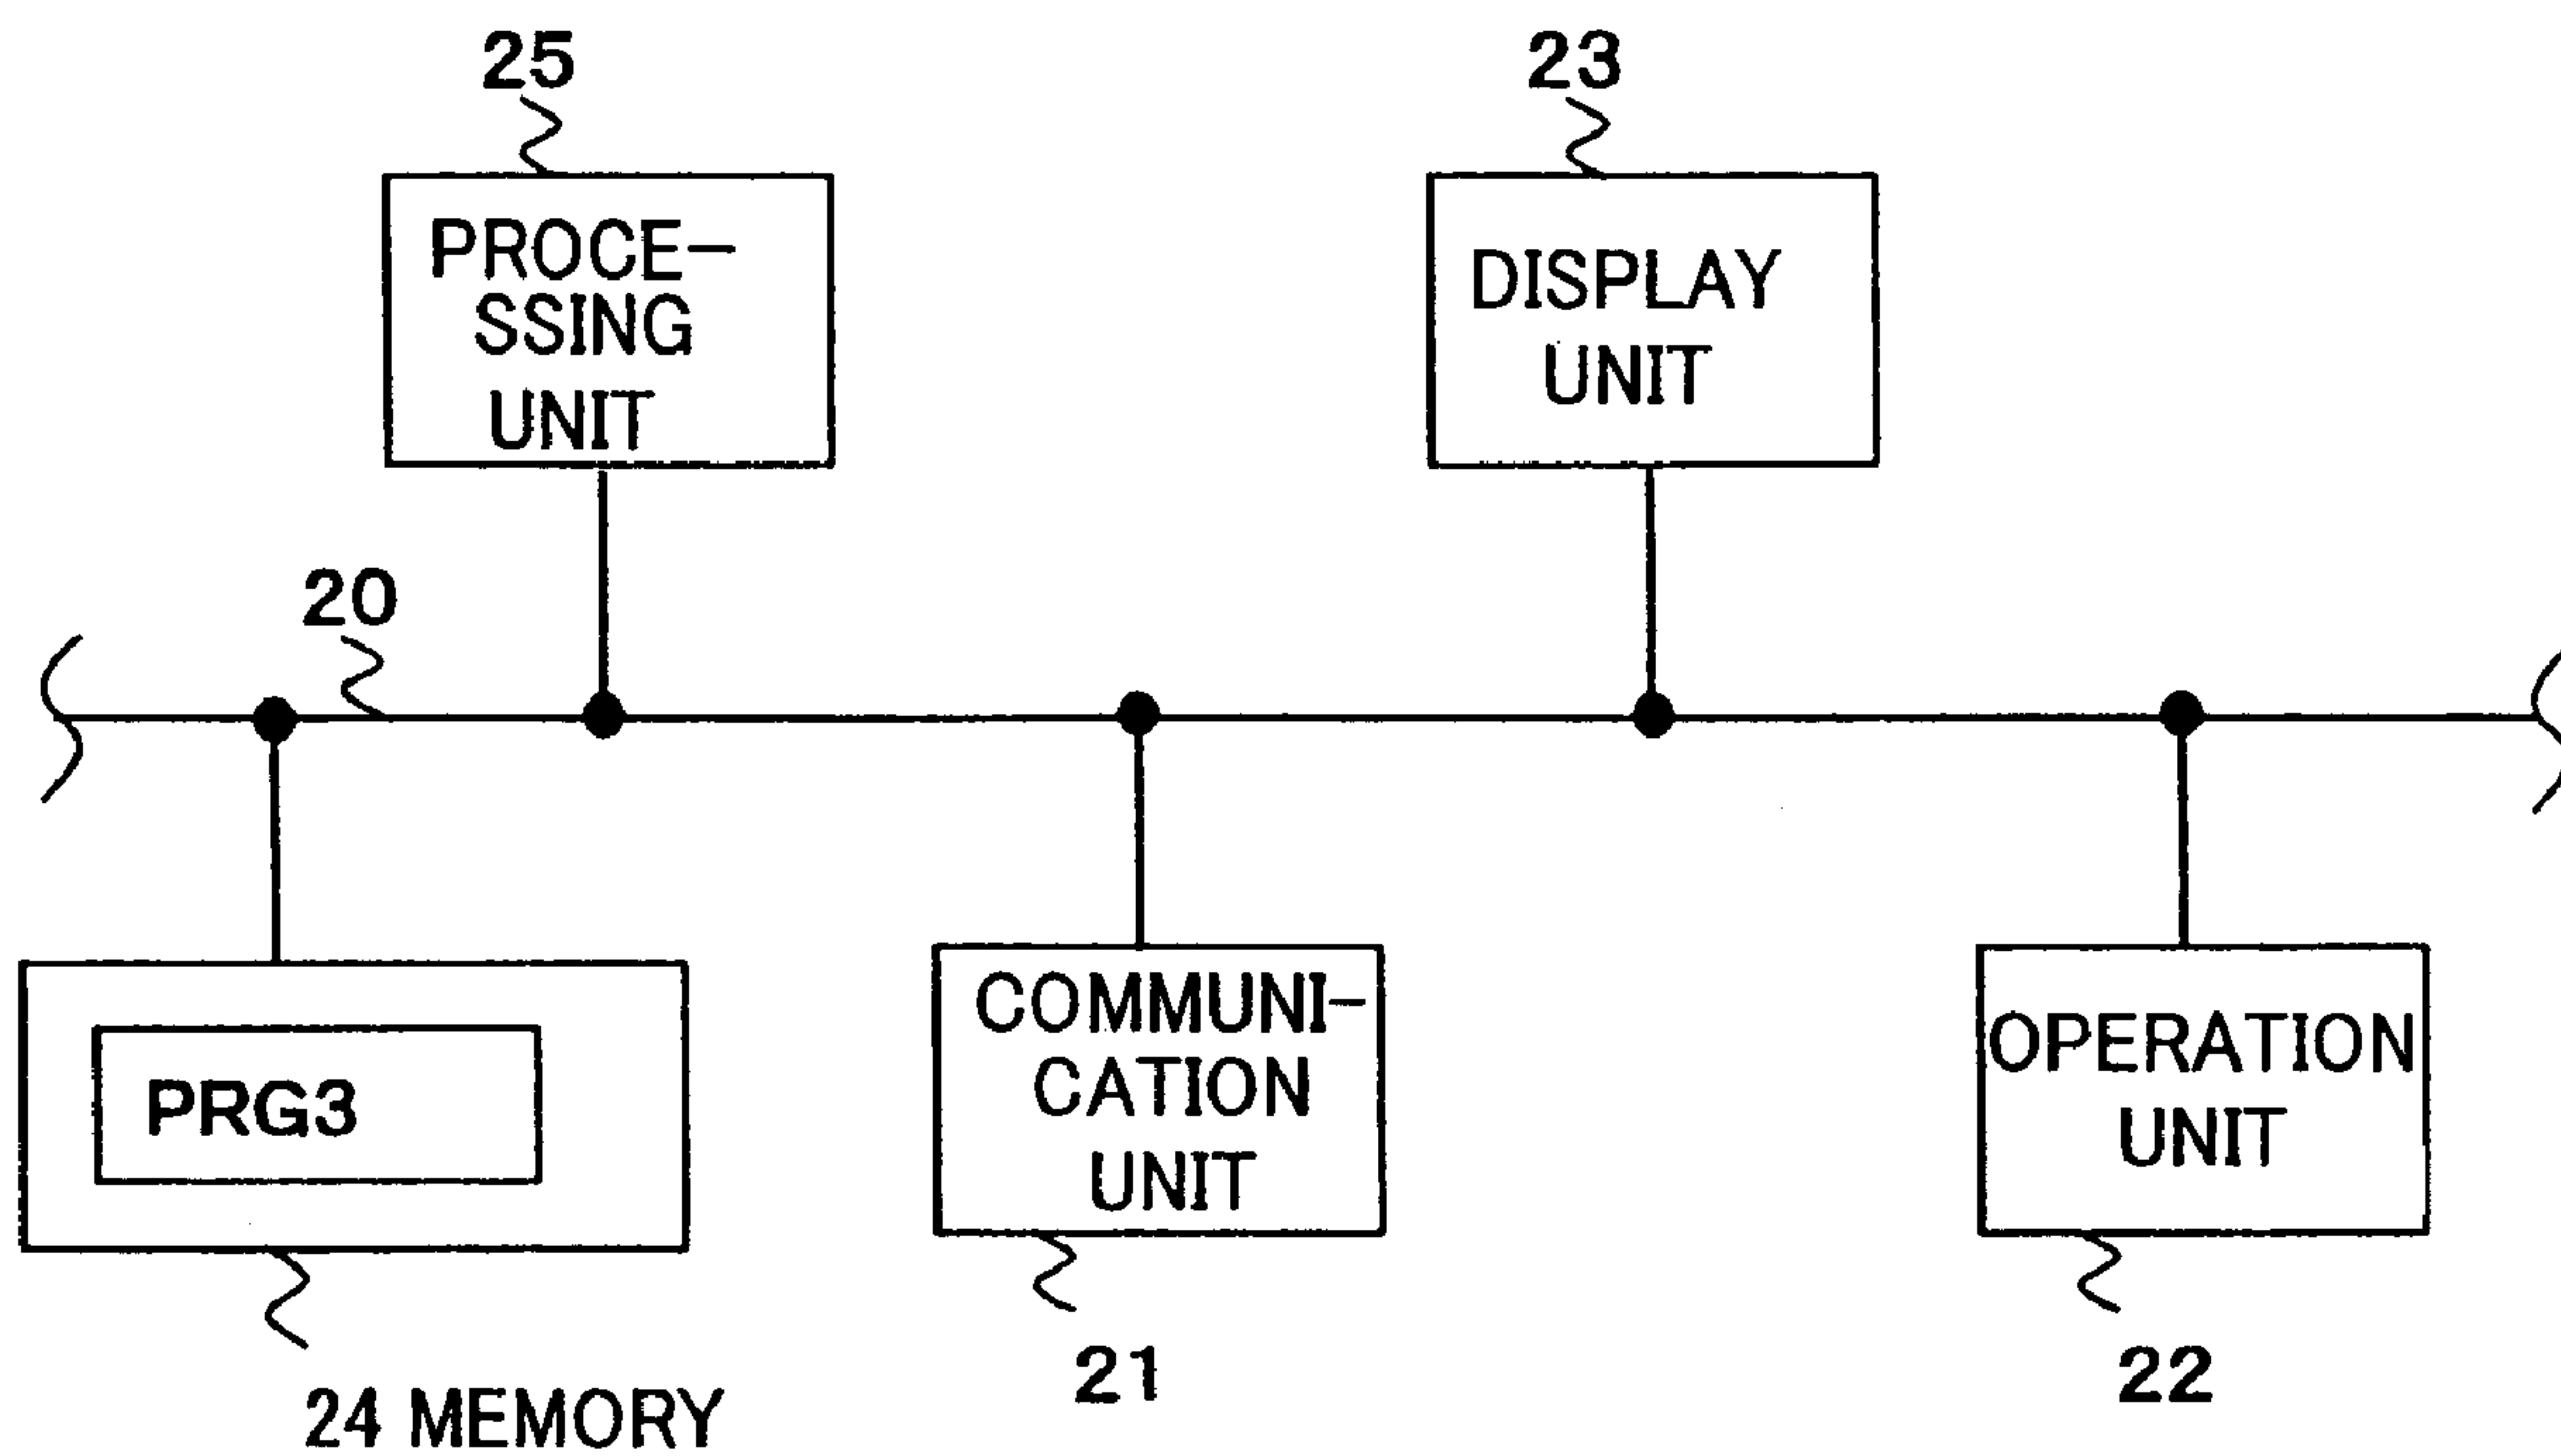 25
23
PROCE-
SSING
UNIT
DISPLAY
UNIT
20
PRG3
COMMUNI-
CATION
UNIT
OPERATION
UNIT
24 MEMORY
21
22